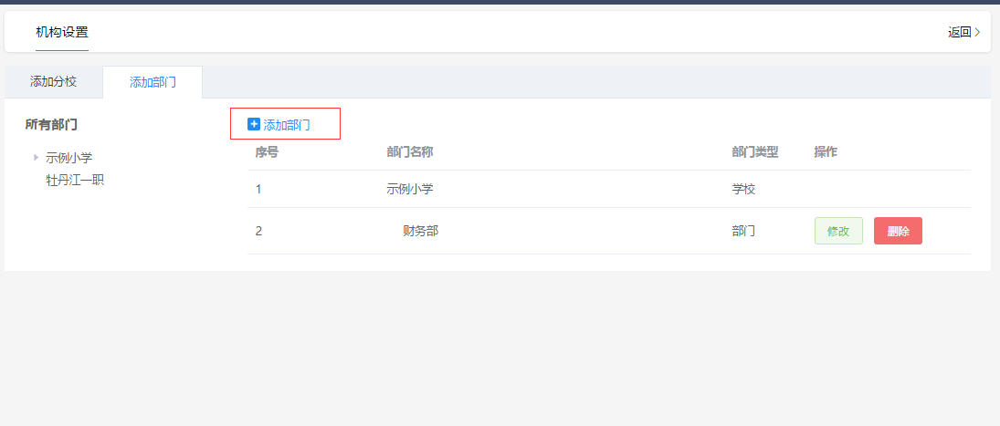 机构设置
返回
添加分校 添加部门
所有部门
示例小学
牡丹江一职
添加部门
序号 部门名称 部门类型 操作
1 示例小学 学校
2 财务部 部门 修改 删除